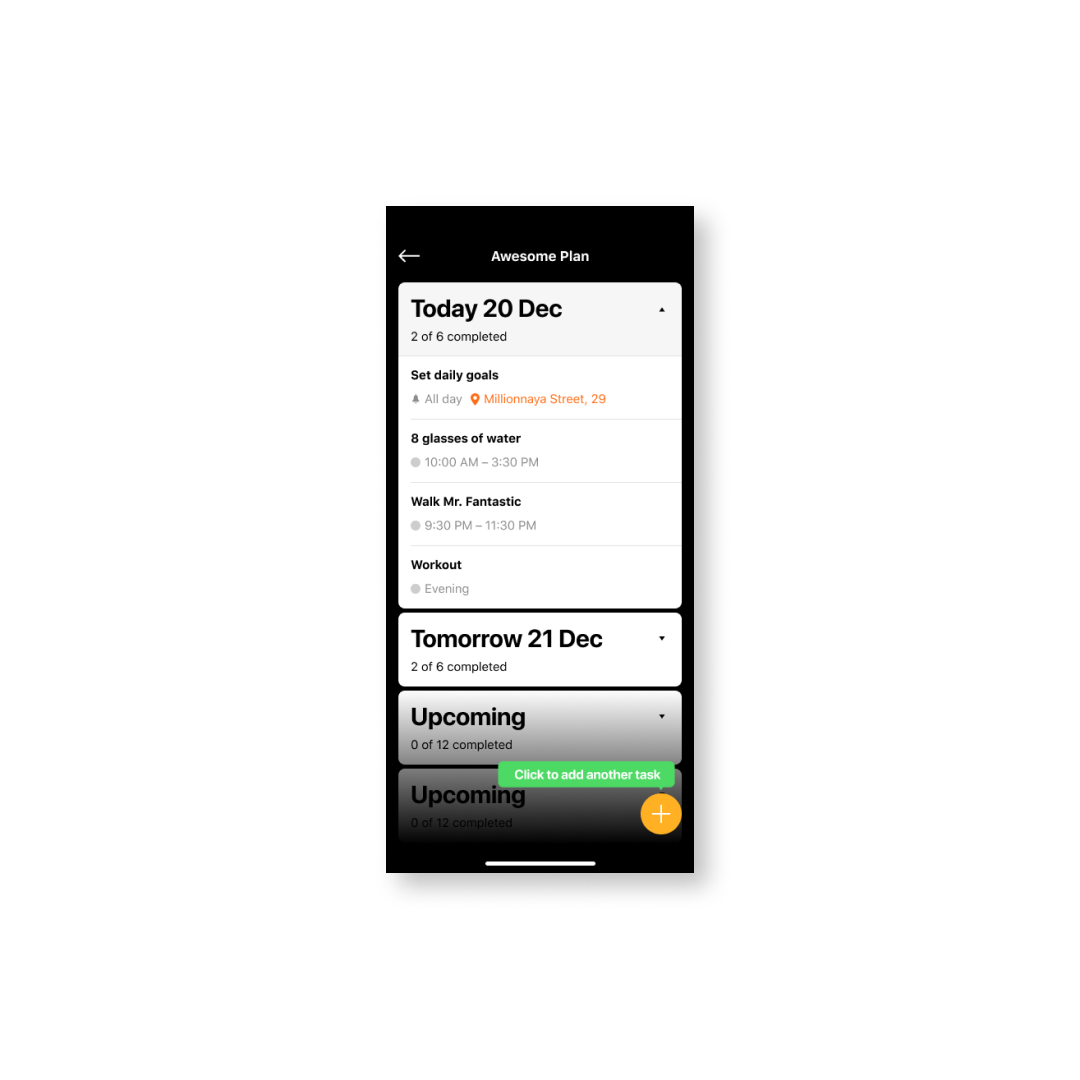 Awesome Plan
Today 20 Dec
2 of 6 completed
Set daily goals
All day Millionnaya Street, 29
8 glasses of water
10:00 AM – 3:30 PM
Walk Mr. Fantastic
9:30 PM – 11:30 PM
Workout
Evening
Tomorrow 21 Dec
2 of 6 completed
Upcoming
0 of 12 completed
Click to add another task
Upcoming
0 of 12 completed